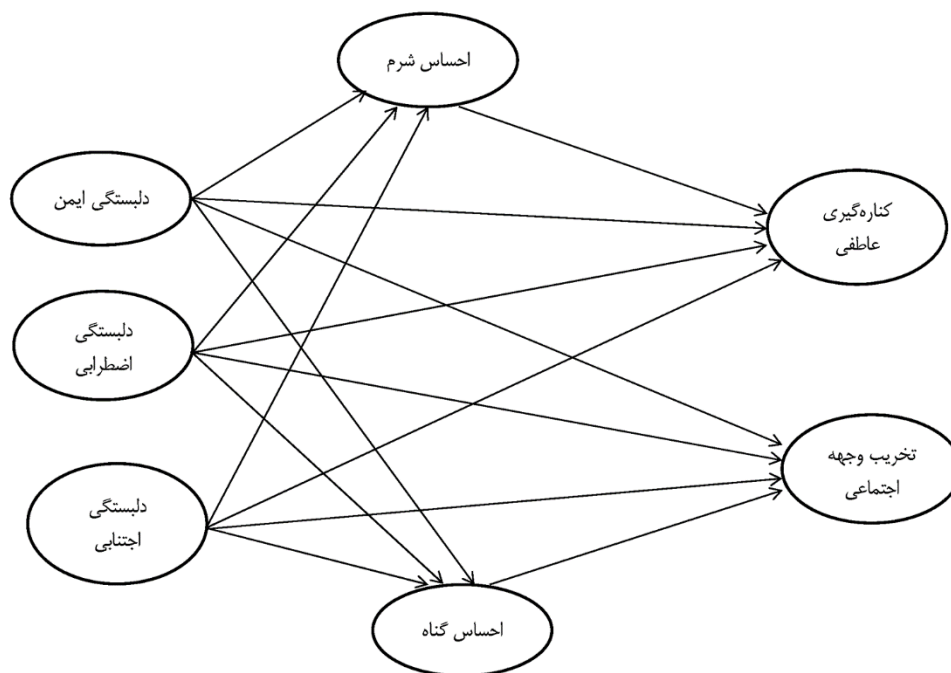 احساس شرم
دلبستگی ایمن
کناره‌گیری
عاطفی
دلبستگی
اضطرابی
تخریب وجهه
اجتماعی
دلبستگی
اجتنابی
احساس گناه